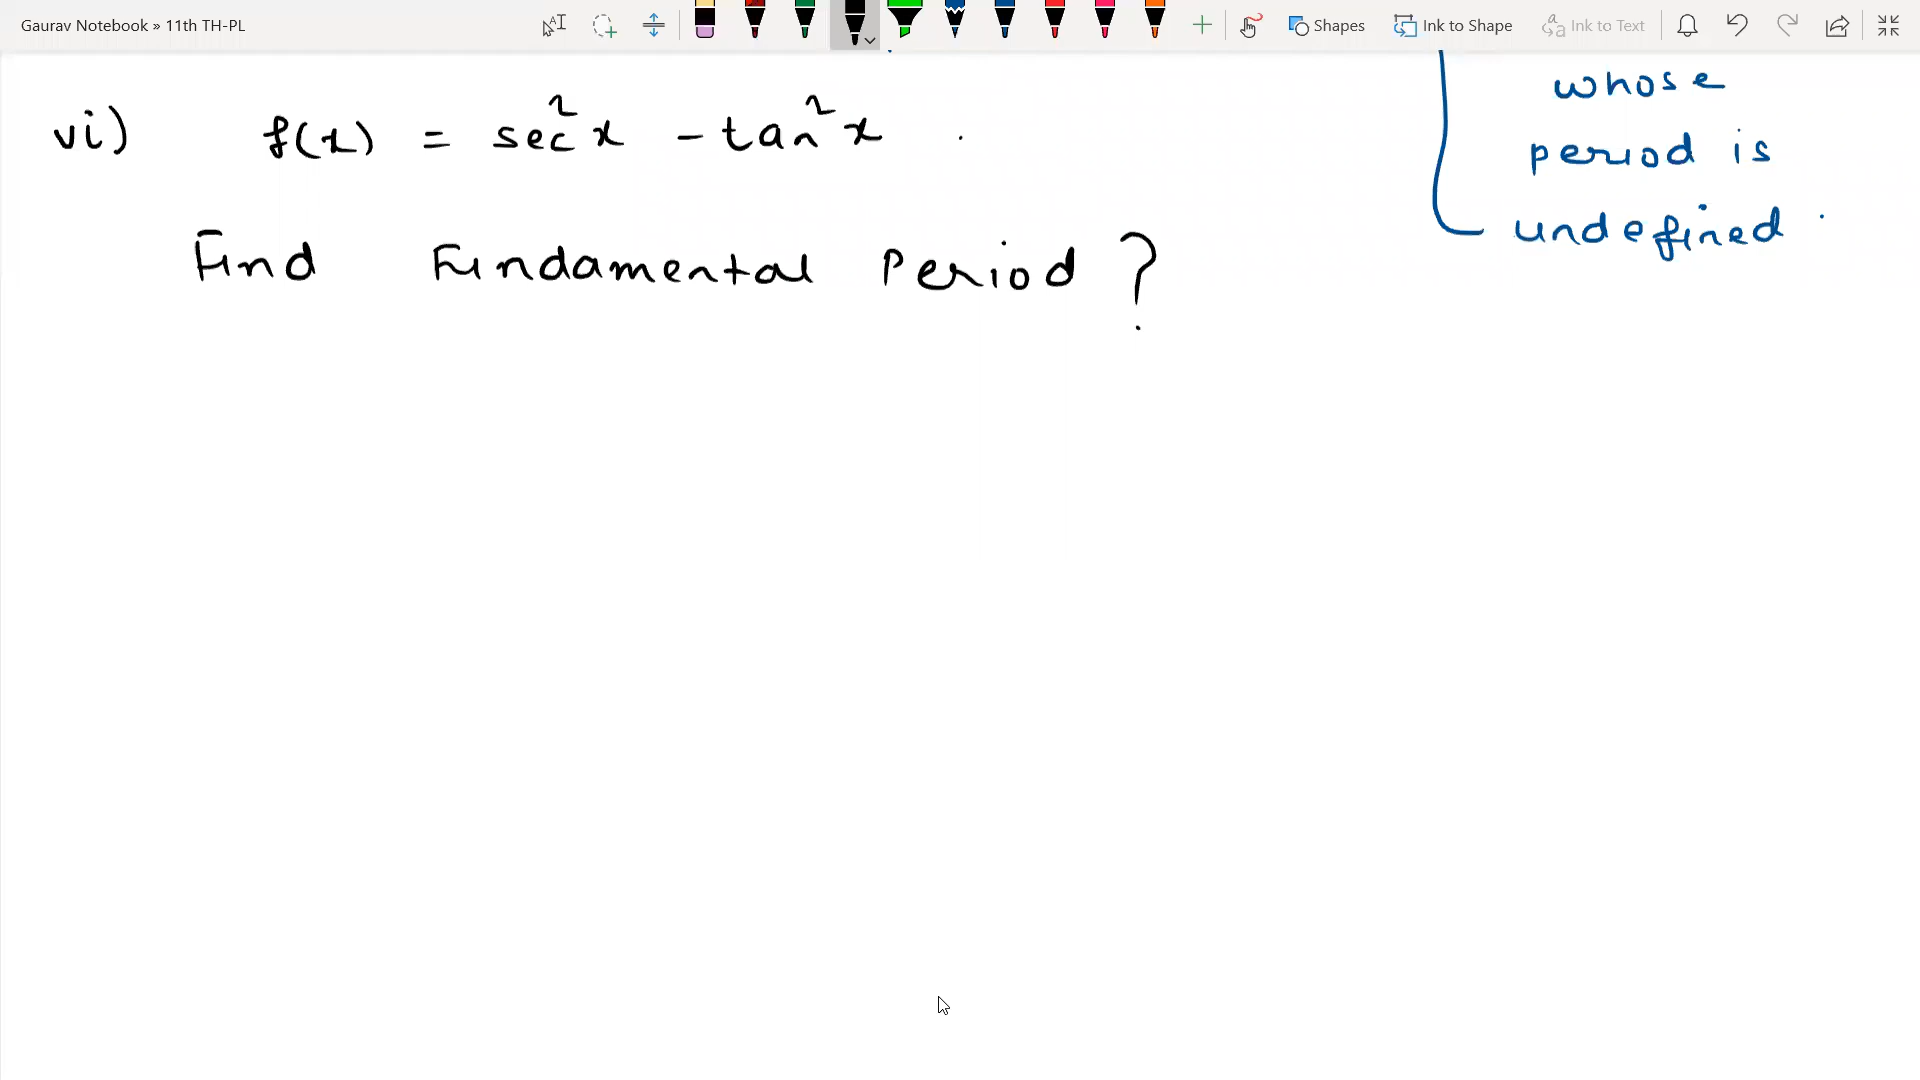 Gaurav Notebook » 11th TH-PL
Shapes
Ink to Shape
Ink to Text
whose
period is
undefined.
vi) f(x) = sec²x - tan²x.
Find Fundamental Period?